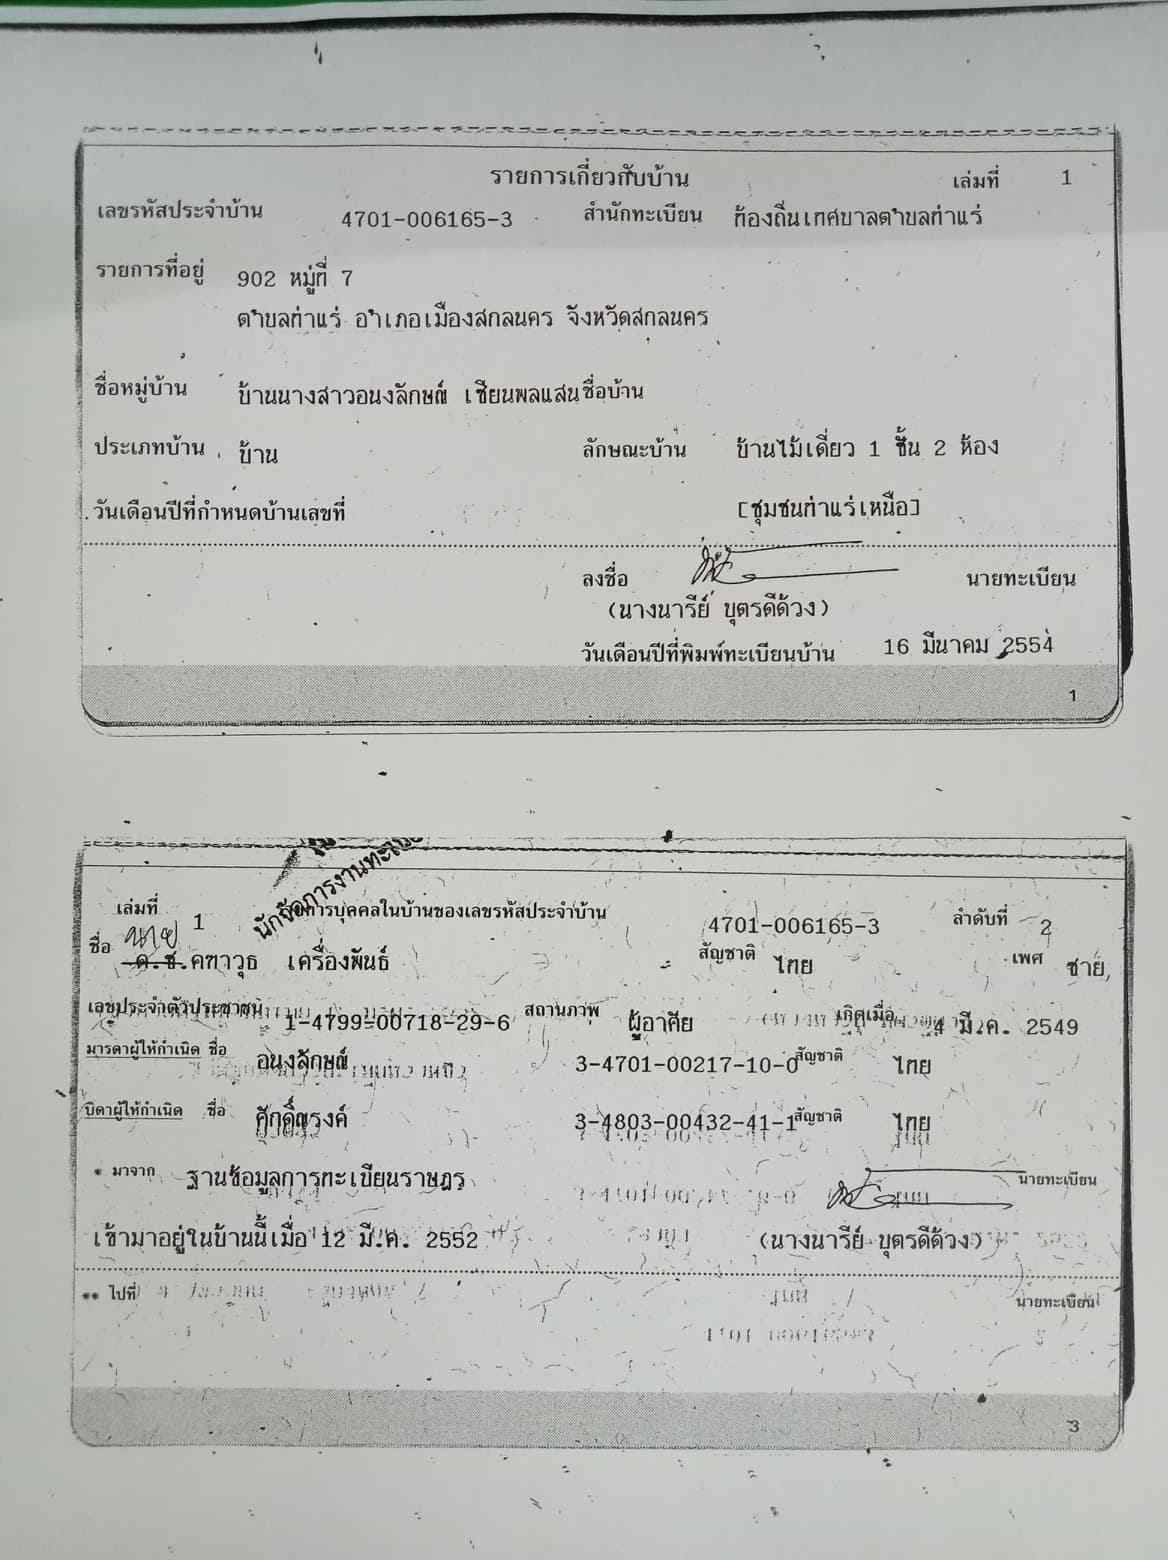 รายการเกี่ยวกับบ้าน เล่มที่ 1
เลขรหัสประจำบ้าน 4701-006165-3 สำนักทะเบียน ท้องถิ่นเทศบาลตำบลท่าแร่
รายการที่อยู่ 902 หมู่ที่ 7
ตำบลท่าแร่ อำเภอเมืองสกลนคร จังหวัดสกลนคร
ชื่อหมู่บ้าน บ้านนางสาวอนงลักษณ์ เชียนพลแสน ชื่อบ้าน
ประเภทบ้าน บ้าน ลักษณะบ้าน บ้านไม้เดี่ยว 1 ชั้น 2 ห้อง
วันเดือนปีที่กำหนดบ้านเลขที่ [ชุมชนท่าแร่เหนือ]
ลงชื่อ นายทะเบียน
(นางนารีย์ บุตรดีด้วง)
วันเดือนปีที่พิมพ์ทะเบียนบ้าน 16 มีนาคม 2554
1
นักจัดการงานทะเบียน
เล่มที่ 1 รายการบุคคลในบ้านของเลขรหัสประจำบ้าน 4701-006165-3 ลำดับที่ 2
ชื่อ นาย ด.ช.คฑาวุธ เครื่องพันธ์ สัญชาติ ไทย เพศ ชาย
เลขประจำตัวประชาชน 1-4799-00718-29-6 สถานภาพ ผู้อาศัย เกิดเมื่อ 4 มี.ค. 2549
มารดาผู้ให้กำเนิด ชื่อ อนงลักษณ์ 3-4701-00217-10-0 สัญชาติ ไทย
บิดาผู้ให้กำเนิด ชื่อ ศักดิ์ณรงค์ 3-4803-00432-41-1 สัญชาติ ไทย
* มาจาก ฐานข้อมูลการทะเบียนราษฎร นายทะเบียน
เข้ามาอยู่ในบ้านนี้เมื่อ 12 มี.ค. 2552 (นางนารีย์ บุตรดีด้วง)
** ไปที่ นายทะเบียน
3